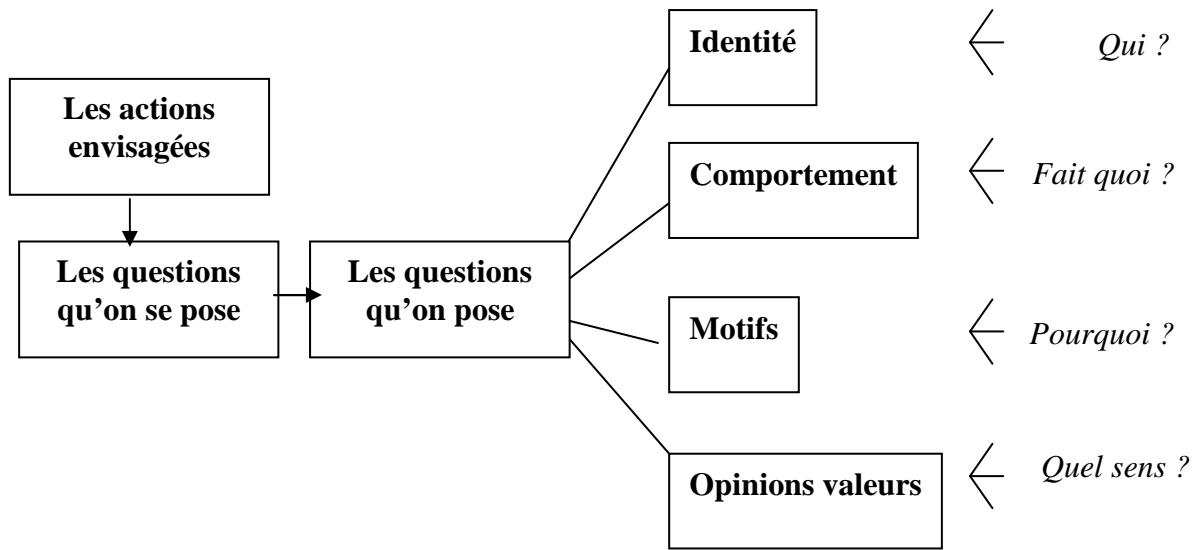 Les actions
envisagées
Les questions
qu’on se pose
Les questions
qu’on pose
Identité
Qui ?
Comportement
Fait quoi ?
Motifs
Pourquoi ?
Opinions valeurs
Quel sens ?